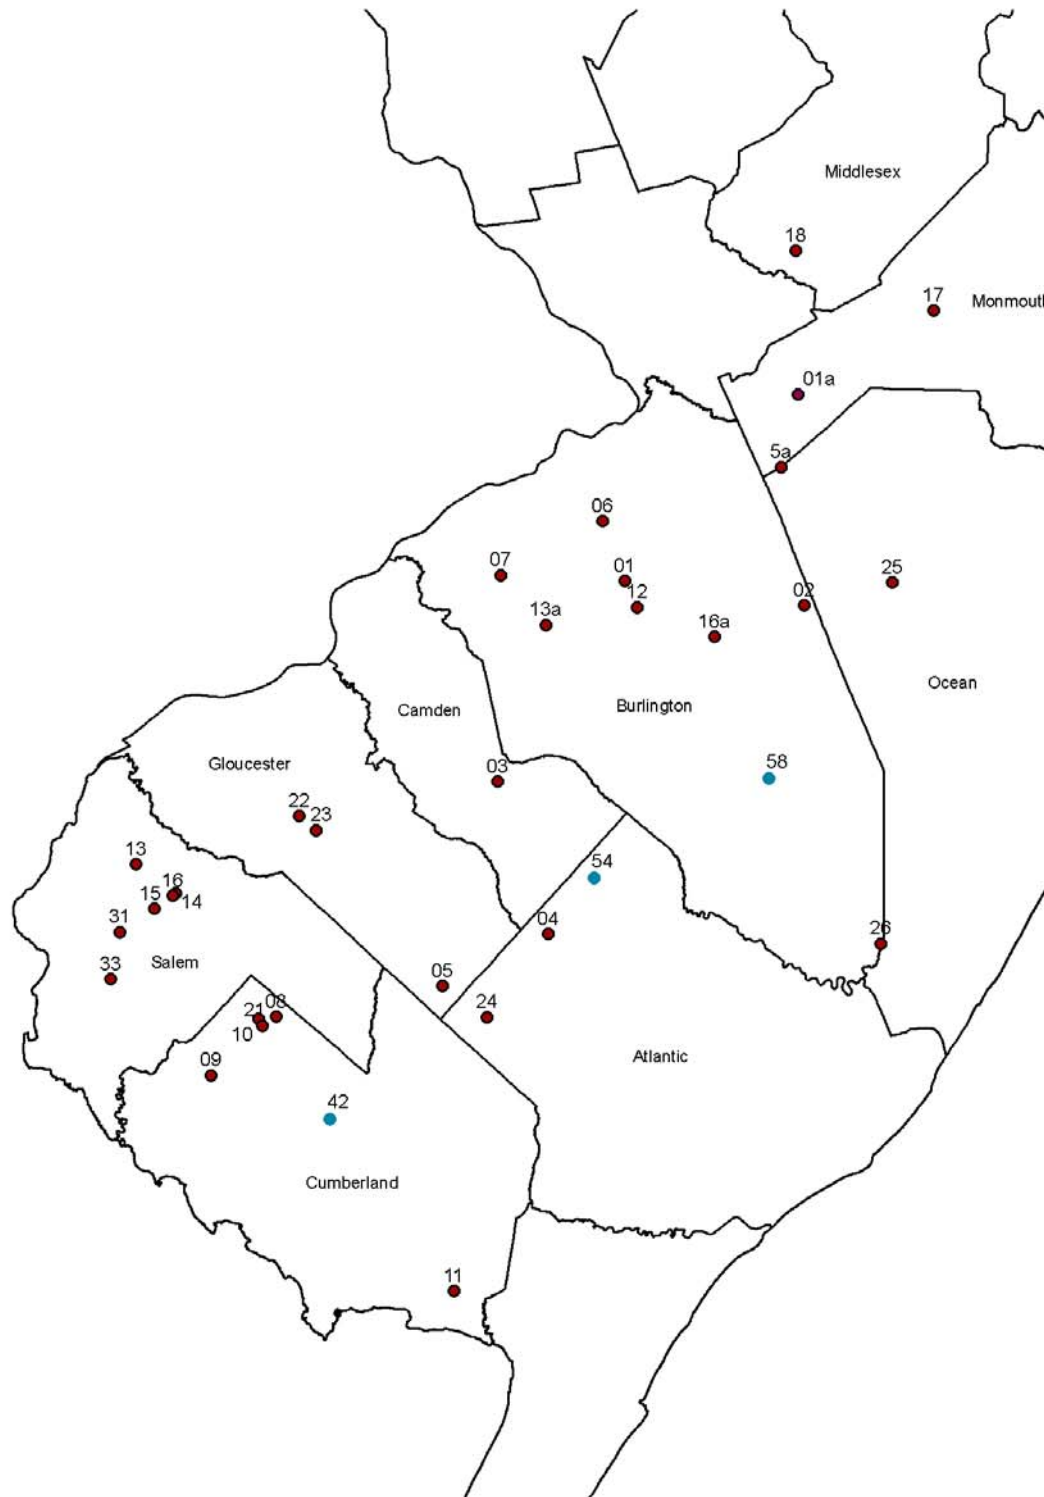 Middlesex
18
17
Monmouth
01a
5a
06
07
01
25
12
02
13a
16a
Ocean
Camden
Burlington
Gloucester
03
58
22
23
54
13
16
15
14
31
04
26
Salem
33
05
08
21
24
10
Atlantic
09
42
Cumberland
11